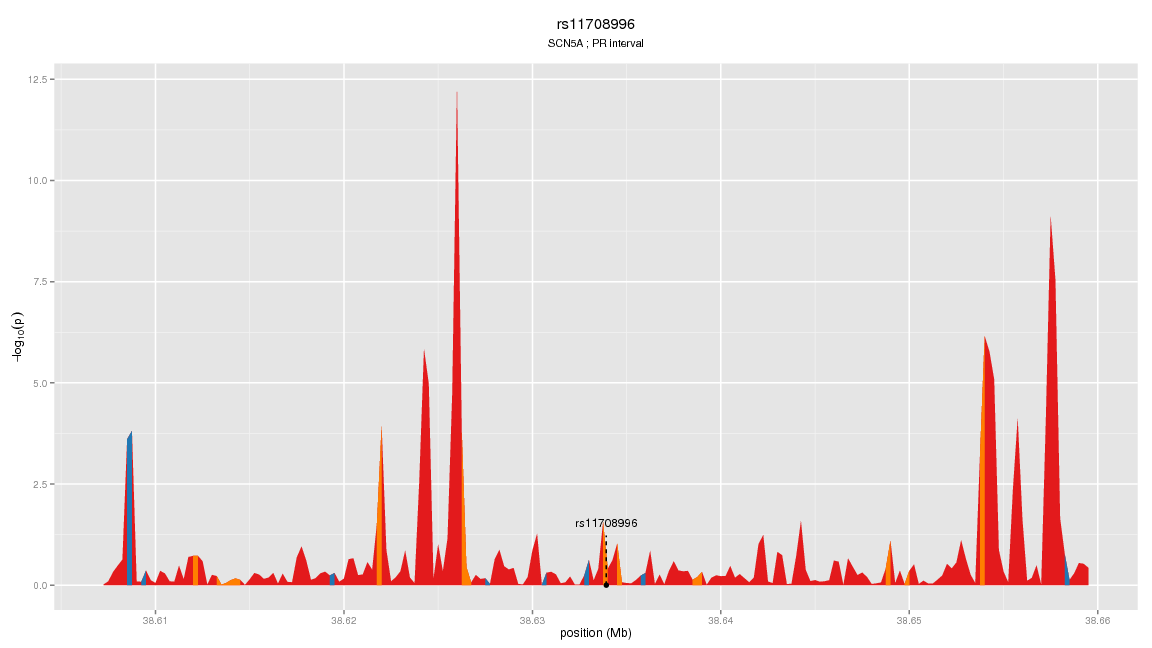 rs11708996
SCN5A ; PR interval
12.5
10.0
7.5
5.0
2.5
0.0
−log10(p)
rs11708996
38.61 38.62 38.63 38.64 38.65 38.66
position (Mb)